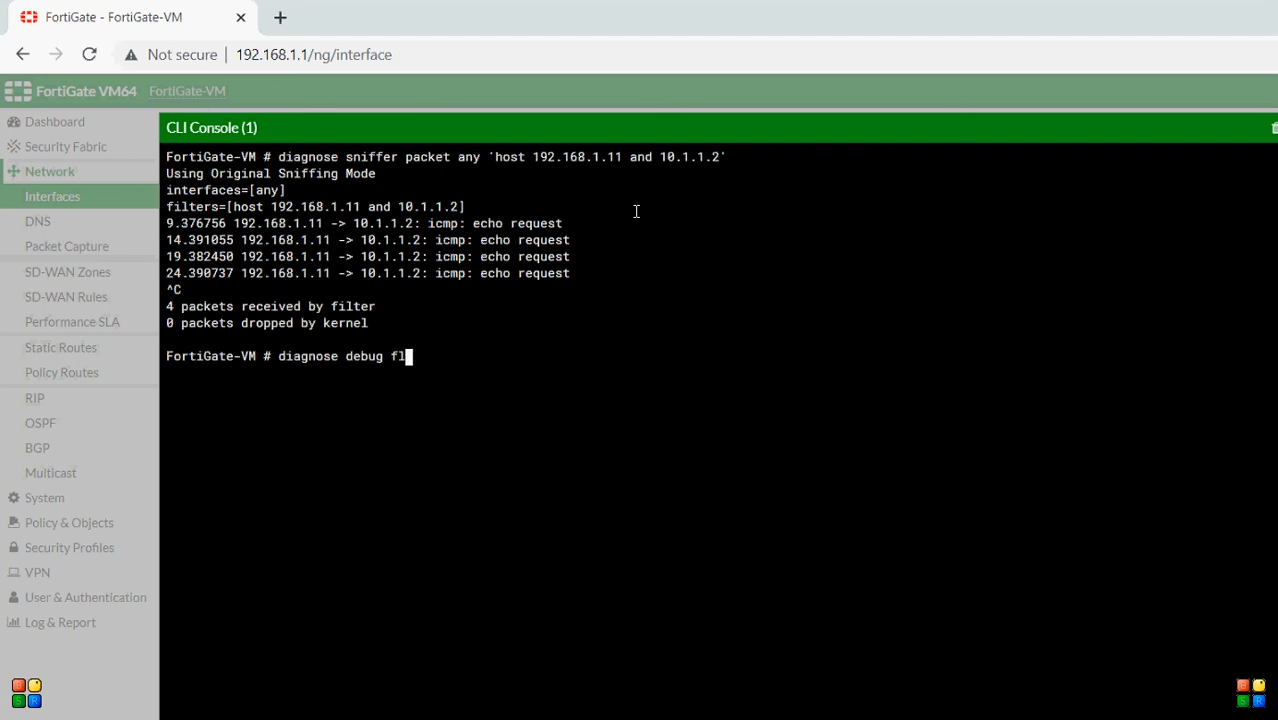 FortiGate - FortiGate-VM
Not secure 192.168.1.1/ng/interface
FortiGate VM64 FortiGate-VM
Dashboard
Security Fabric
Network
Interfaces
DNS
Packet Capture
SD-WAN Zones
SD-WAN Rules
Performance SLA
Static Routes
Policy Routes
RIP
OSPF
BGP
Multicast
System
Policy & Objects
Security Profiles
VPN
User & Authentication
Log & Report
CLI Console (1)
FortiGate-VM # diagnose sniffer packet any 'host 192.168.1.11 and 10.1.1.2'
Using Original Sniffing Mode
interfaces=[any]
filters=[host 192.168.1.11 and 10.1.1.2]
9.376756 192.168.1.11 -> 10.1.1.2: icmp: echo request
14.391055 192.168.1.11 -> 10.1.1.2: icmp: echo request
19.382450 192.168.1.11 -> 10.1.1.2: icmp: echo request
24.390737 192.168.1.11 -> 10.1.1.2: icmp: echo request
^C
4 packets received by filter
0 packets dropped by kernel
FortiGate-VM # diagnose debug fl
B
S R
B
S R